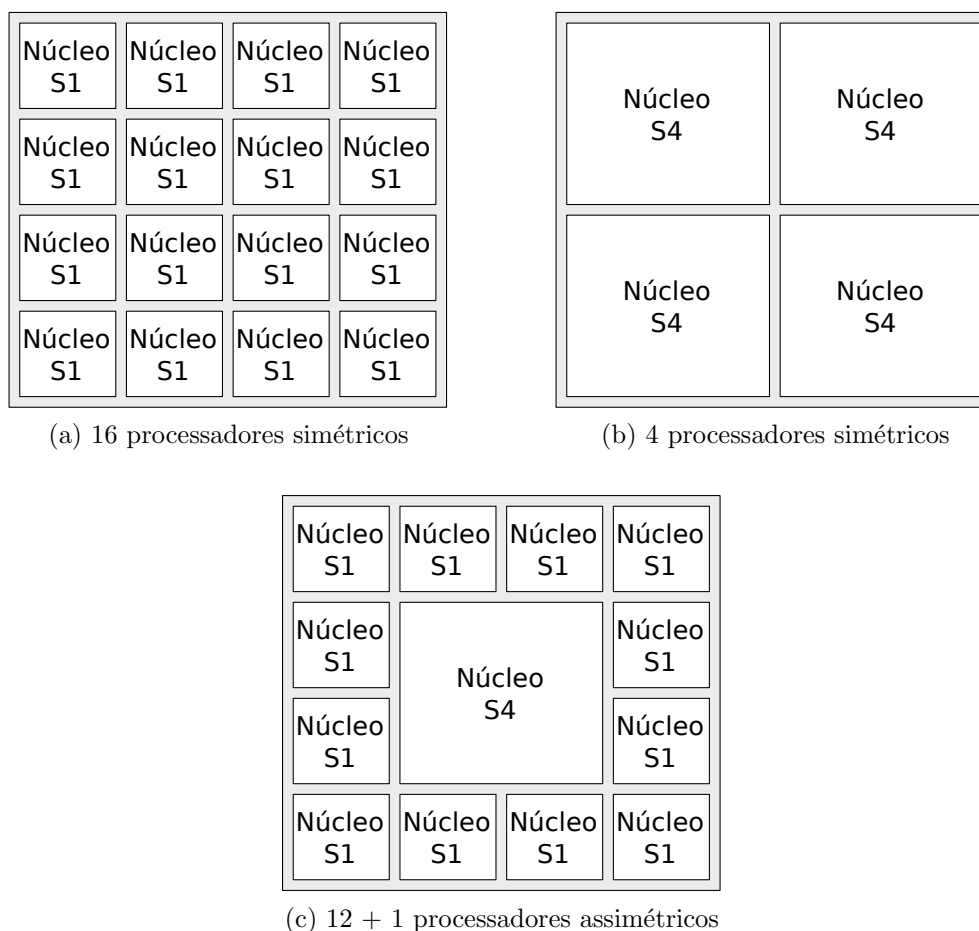 Núcleo Núcleo Núcleo Núcleo
S1 S1 S1 S1
Núcleo Núcleo Núcleo Núcleo
S1 S1 S1 S1
Núcleo Núcleo Núcleo Núcleo
S1 S1 S1 S1
Núcleo Núcleo Núcleo Núcleo
S1 S1 S1 S1
(a) 16 processadores simétricos
Núcleo Núcleo
S4 S4
Núcleo Núcleo
S4 S4
(b) 4 processadores simétricos
Núcleo Núcleo Núcleo Núcleo
S1 S1 S1 S1
Núcleo Núcleo
S1 S1
Núcleo
S4
Núcleo Núcleo
S1 S1
Núcleo Núcleo Núcleo Núcleo
S1 S1 S1 S1
(c) 12 + 1 processadores assimétricos